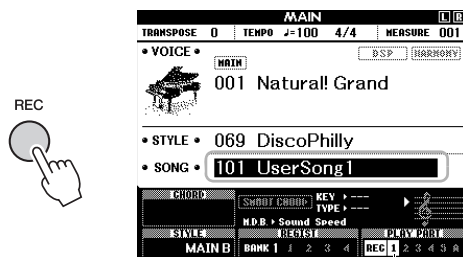 REC
MAIN L R
TRANSPOSE 0 TEMPO ♩=100 4/4 MEASURE 001
• VOICE • DSP HARMONY
MAIN
001 Natural! Grand
• STYLE • 069 DiscoPhilly
• SONG • 101 UserSong1
CHORD SMART CHORD KEY ▸ ---
TYPE ▸ ---
M.D.B. ▸ Sound Speed
STYLE REGIST PLAY PART
MAIN B BANK 1 1 2 3 4 REC 1 2 3 4 5 A